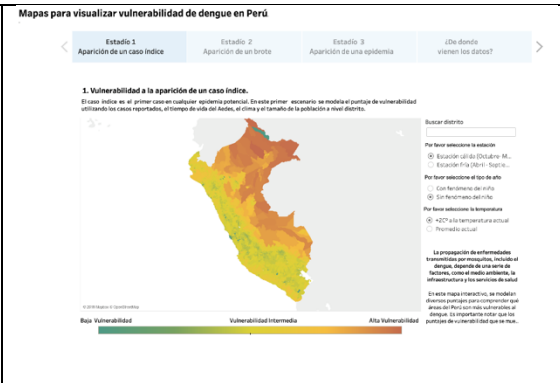 Mapas para visualizar vulnerabilidad de dengue en Perú
Estadío 1
Aparición de un caso índice
Estadío 2
Aparición de un brote
Estadío 3
Aparición de una epidemia
¿De donde
vienen los datos?
1. Vulnerabilidad a la aparición de un caso índice.
El caso índice es el primer caso en cualquier epidemia potencial. En este primer escenario se modela el puntaje de vulnerabilidad
utilizando los casos reportados, el tiempo de vida del Aedes, el clima y el tamaño de la población a nivel distrito.
Buscar distrito
Por favor seleccione la estación
Estación cálida (Octubre- M...
Estación fría (Abril - Septie...
Por favor seleccione el tipo de año
Con fenómeno del niño
Sin fenómeno del niño
Por favor seleccione la temperatura
+2Cº a la temperatura actual
Promedio actual
La propagación de enfermedades
transmitidas por mosquitos, incluido el
dengue, depende de una serie de
factores, como el medio ambiente, la
infraestructura y los servicios de salud
En este mapa interactivo, se modelan
diversos puntajes para comprender qué
áreas del Perú son más vulnerables al
dengue. Es importante notar que los
puntajes de vulnerabilidad que se mue...
© 2019 Mapbox © OpenStreetMap
Baja Vulnerabilidad
Vulnerabilidad Intermedia
Alta Vulnerabilidad